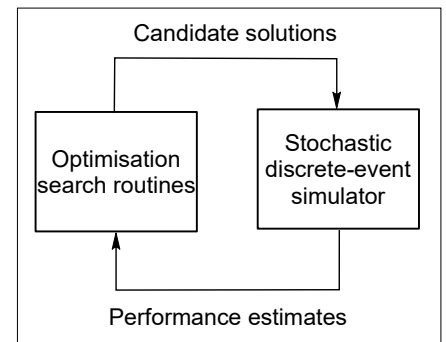 Candidate solutions
Optimisation
search routines
Stochastic
discrete-event
simulator
Performance estimates